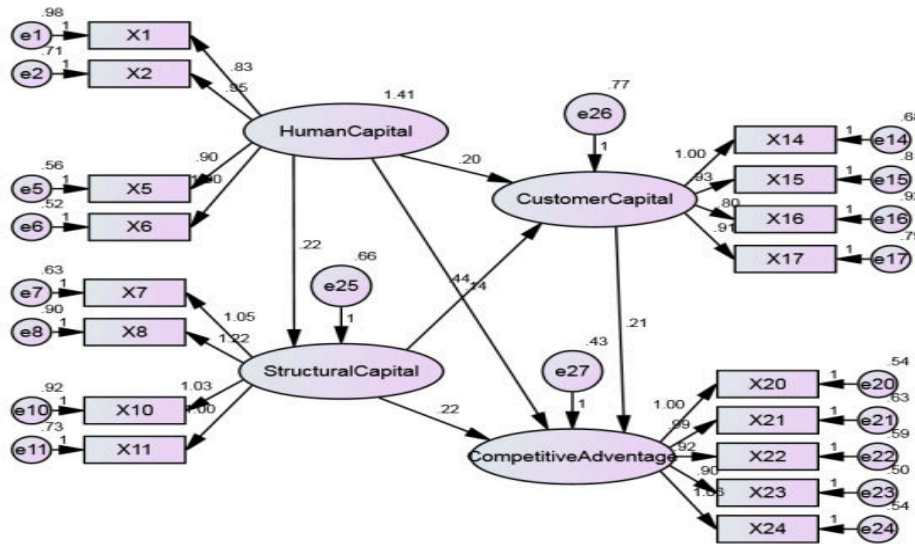 .98
e1 1 X1
.71
e2 1 X2
.83
.95
1.41
HumanCapital
.56
e5 1 X5
.90
.52
e6 1 X6
.77
e26
1
.20
CustomerCapital
1.00 X14 1 e14
.93 X15 1 e15
.80 X16 1 e16
.91 X17 1 e17
.22
.63
e7 1 X7
.90
e8 1 X8
1.05
1.22
.66
e25
1
.44
.14
.21
StructuralCapital
.92
e10 1 X10
1.03
.73
e11 1 X11
.22
.43
e27
1
CompetitiveAdventage
.54
1.00 X20 1 e20
.63
.99 X21 1 e21
.59
.92 X22 1 e22
.50
.90 X23 1 e23
.54
X24 1 e24